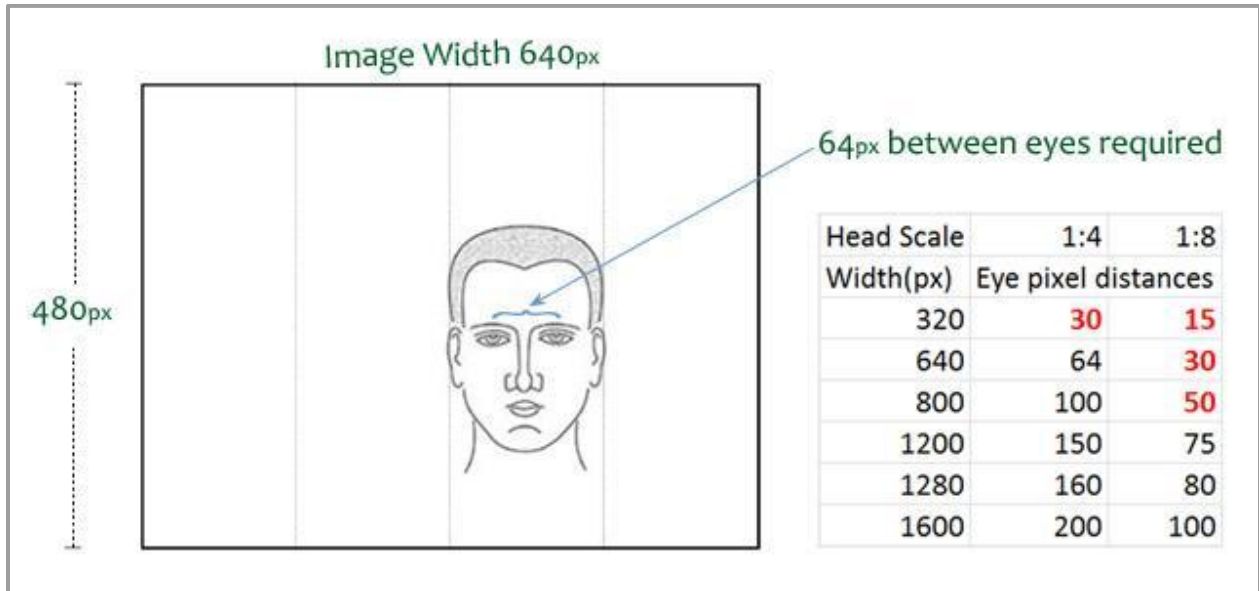 Image Width 640px
64px between eyes required
480px
Head Scale 1:4 1:8
Width(px) Eye pixel distances
320 30 15
640 64 30
800 100 50
1200 150 75
1280 160 80
1600 200 100